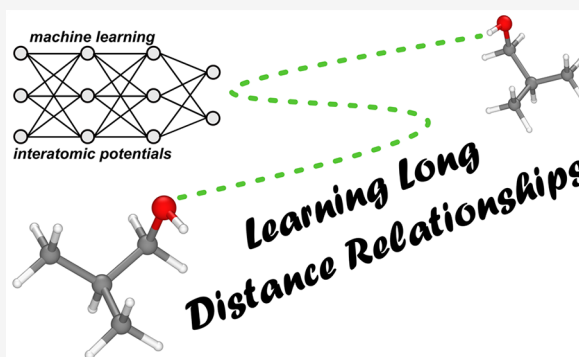 machine learning
interatomic potentials
Learning Long
Distance Relationships